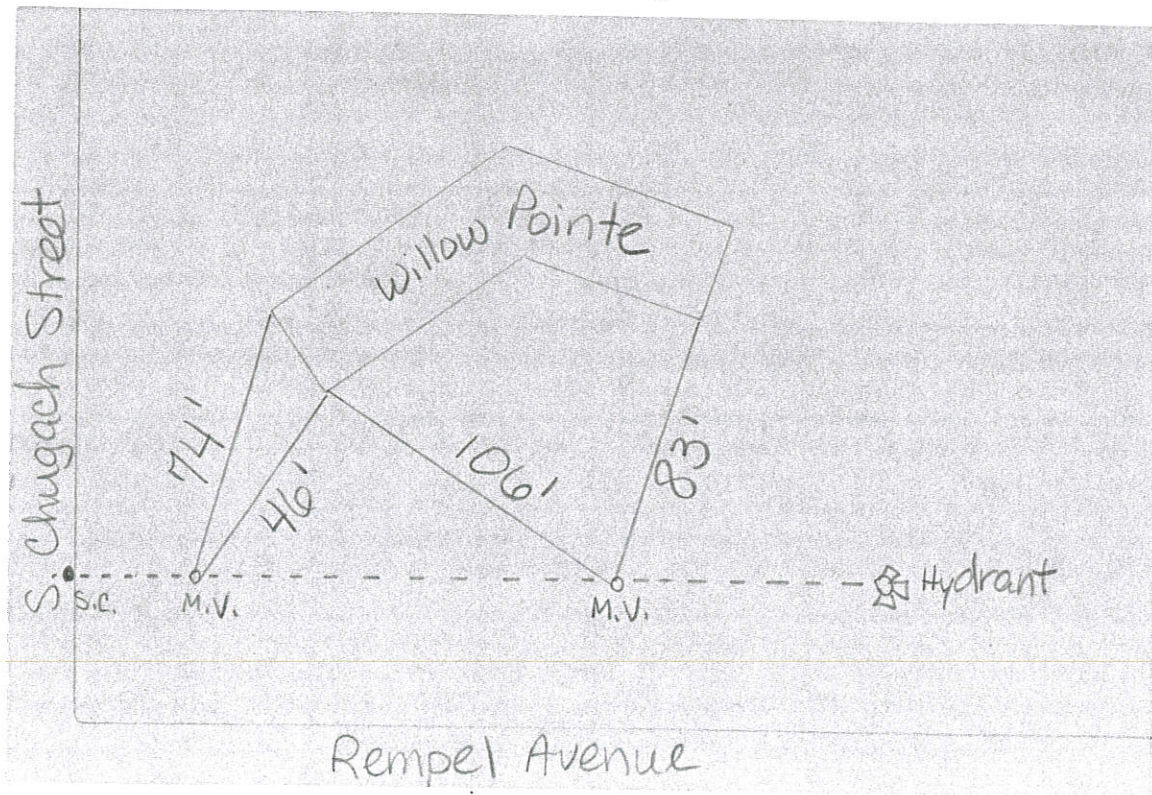 S Chugach Street
Willow Pointe
74'
46'
106'
83'
S.C.
M.V.
M.V.
Hydrant
Rempel Avenue